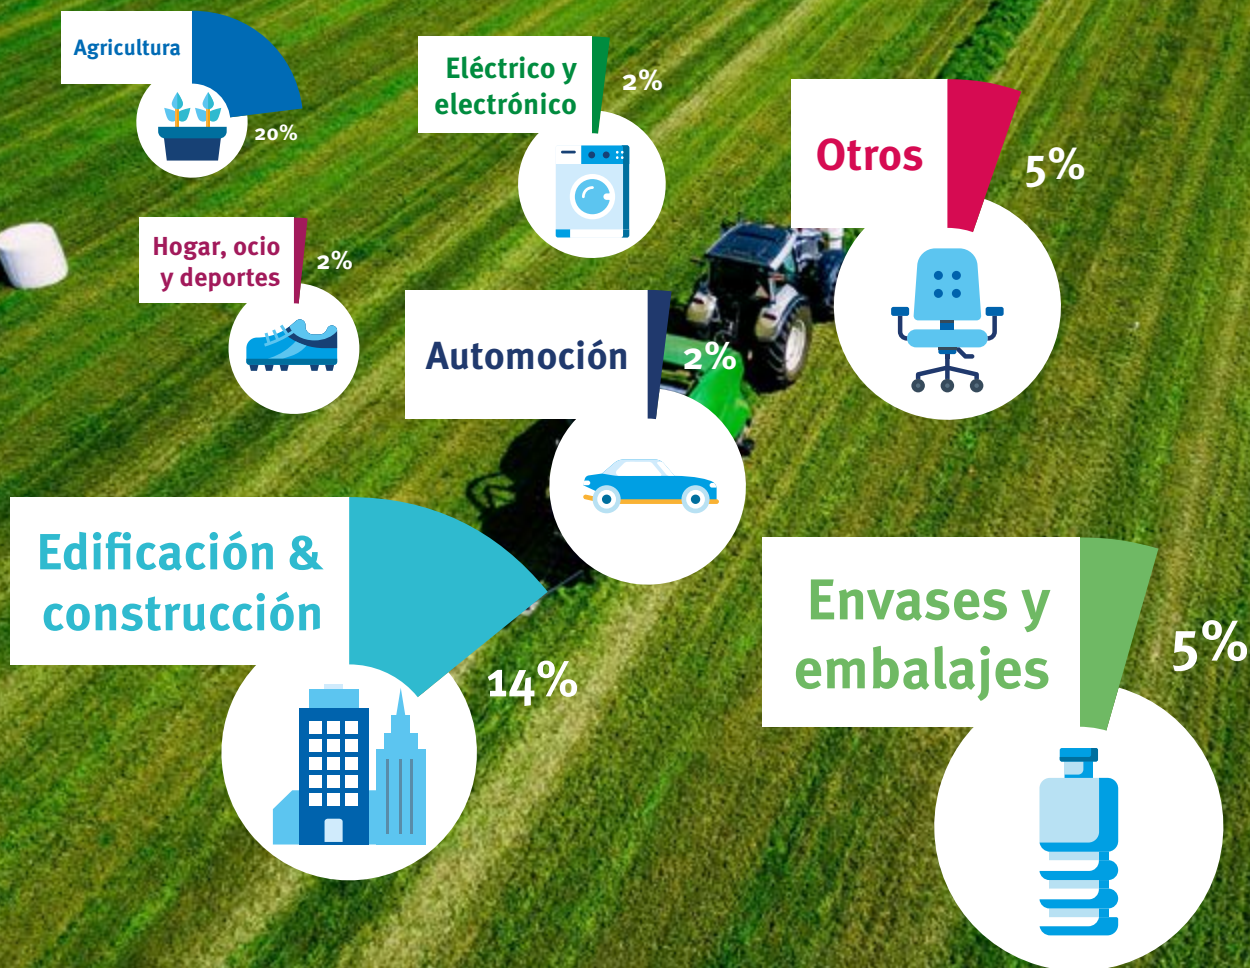 Agricultura
20%
Eléctrico y
electrónico
2%
Otros
5%
Hogar, ocio
y deportes
2%
Automoción
2%
Edificación &
construcción
14%
Envases y
embalajes
5%